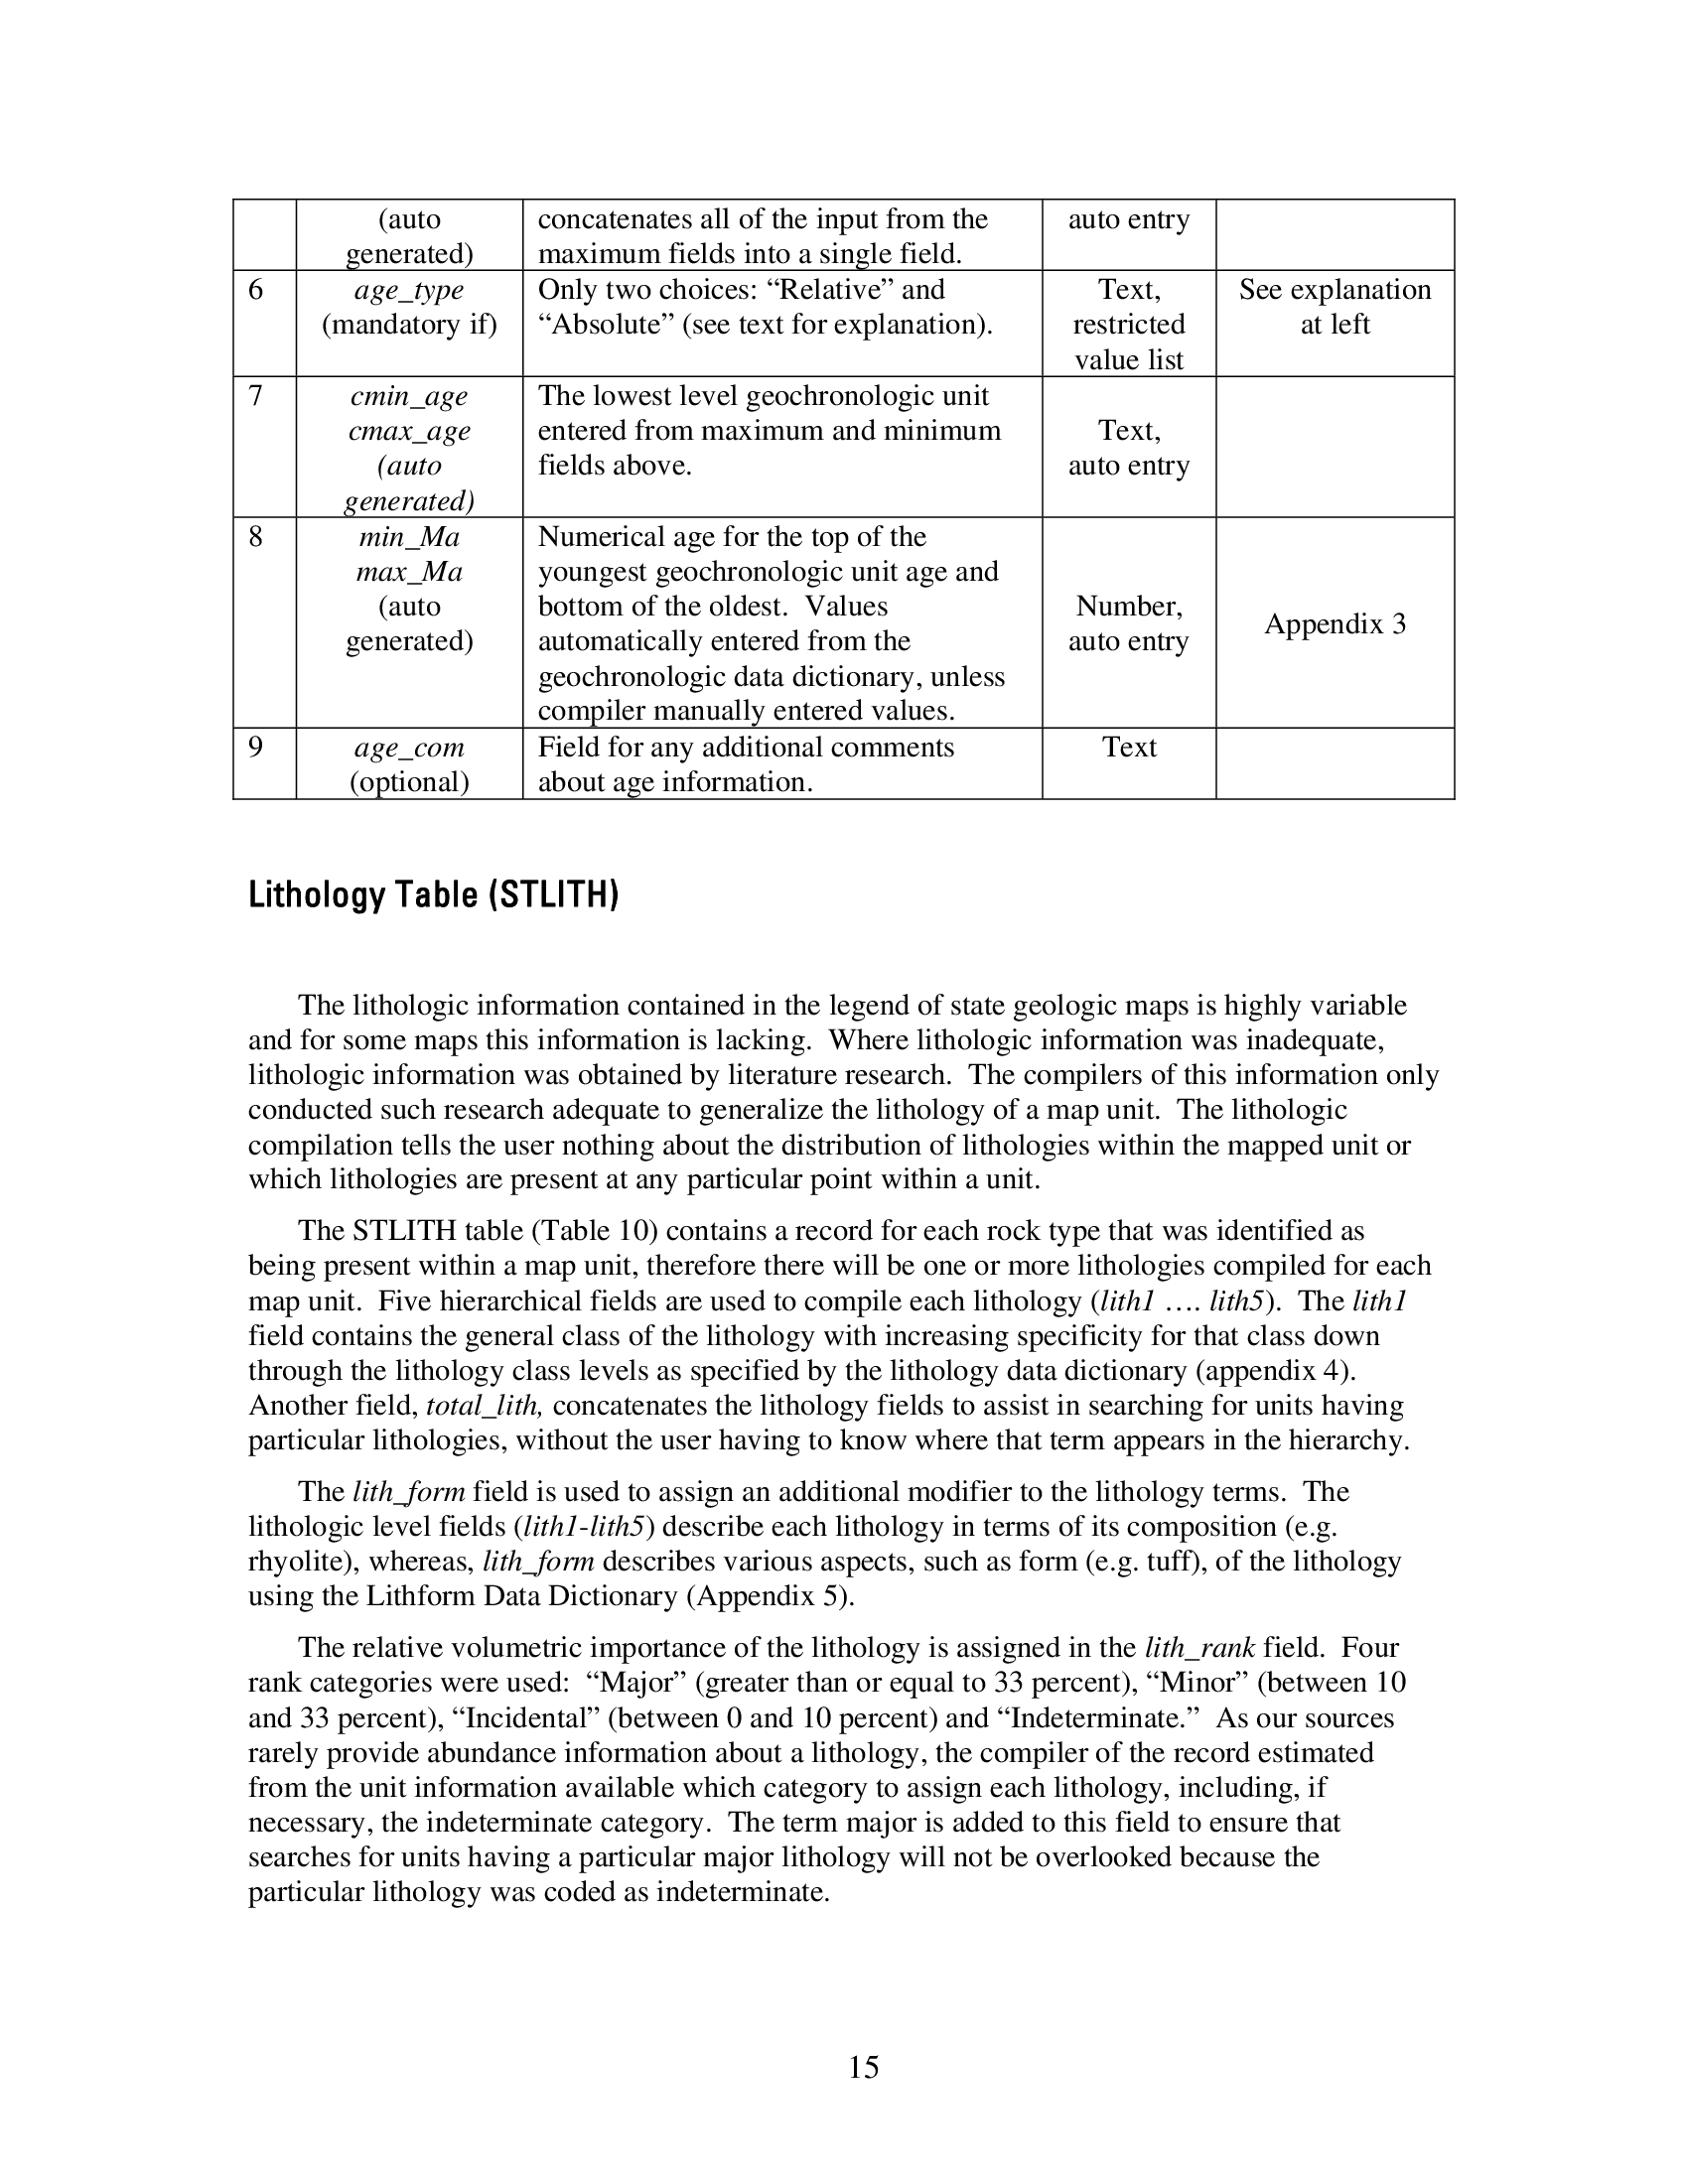 (auto
generated)
concatenates all of the input from the
maximum fields into a single field.
auto entry
6
age_type
(mandatory if)
Only two choices: “Relative” and
“Absolute” (see text for explanation).
Text,
restricted
value list
See explanation
at left
7
cmin_age
cmax_age
(auto
generated)
The lowest level geochronologic unit
entered from maximum and minimum
fields above.
Text,
auto entry
8
min_Ma
max_Ma
(auto
generated)
Numerical age for the top of the
youngest geochronologic unit age and
bottom of the oldest.  Values
automatically entered from the
geochronologic data dictionary, unless
compiler manually entered values.
Number,
auto entry
Appendix 3
9
age_com
(optional)
Field for any additional comments
about age information.
Text
Lithology Table (STLITH)
The lithologic information contained in the legend of state geologic maps is highly variable
and for some maps this information is lacking.  Where lithologic information was inadequate,
lithologic information was obtained by literature research.  The compilers of this information only
conducted such research adequate to generalize the lithology of a map unit.  The lithologic
compilation tells the user nothing about the distribution of lithologies within the mapped unit or
which lithologies are present at any particular point within a unit.
The STLITH table (Table 10) contains a record for each rock type that was identified as
being present within a map unit, therefore there will be one or more lithologies compiled for each
map unit.  Five hierarchical fields are used to compile each lithology (lith1 …. lith5).  The lith1
field contains the general class of the lithology with increasing specificity for that class down
through the lithology class levels as specified by the lithology data dictionary (appendix 4).
Another field, total_lith, concatenates the lithology fields to assist in searching for units having
particular lithologies, without the user having to know where that term appears in the hierarchy.
The lith_form field is used to assign an additional modifier to the lithology terms.  The
lithologic level fields (lith1-lith5) describe each lithology in terms of its composition (e.g.
rhyolite), whereas, lith_form describes various aspects, such as form (e.g. tuff), of the lithology
using the Lithform Data Dictionary (Appendix 5).
The relative volumetric importance of the lithology is assigned in the lith_rank field.  Four
rank categories were used:  “Major” (greater than or equal to 33 percent), “Minor” (between 10
and 33 percent), “Incidental” (between 0 and 10 percent) and “Indeterminate.”  As our sources
rarely provide abundance information about a lithology, the compiler of the record estimated
from the unit information available which category to assign each lithology, including, if
necessary, the indeterminate category.  The term major is added to this field to ensure that
searches for units having a particular major lithology will not be overlooked because the
particular lithology was coded as indeterminate.
15